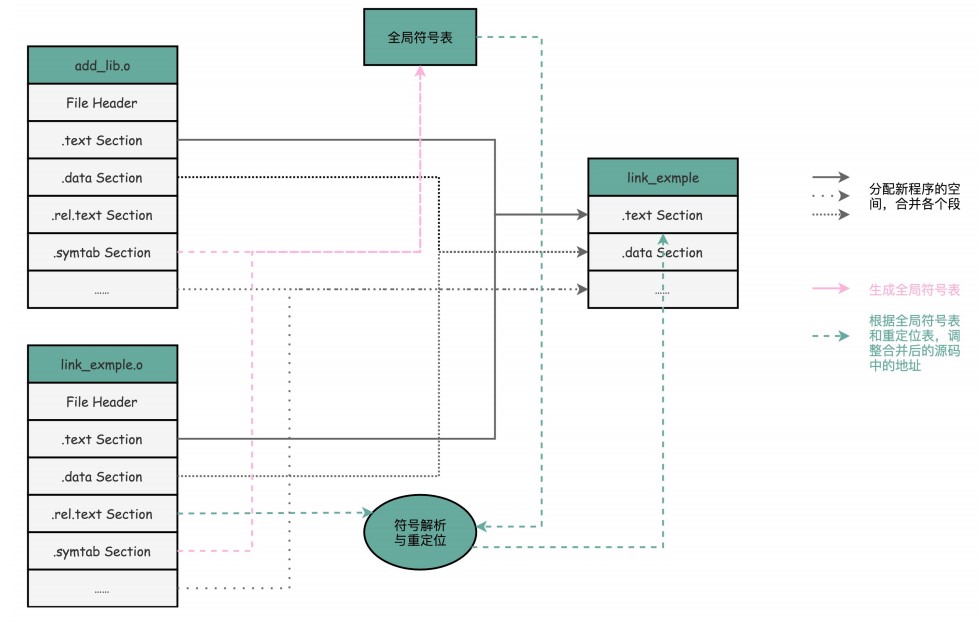 全局符号表
add_lib.o
File Header
.text Section
.data Section
.rel.text Section
.symtab Section
......
link_exmple
.text Section
.data Section
......
分配新程序的空
间，合并各个段
生成全局符号表
根据全局符号表
和重定位表，调
整合并后的源码
中的地址
link_exmple.o
File Header
.text Section
.data Section
.rel.text Section
.symtab Section
......
符号解析
与重定位